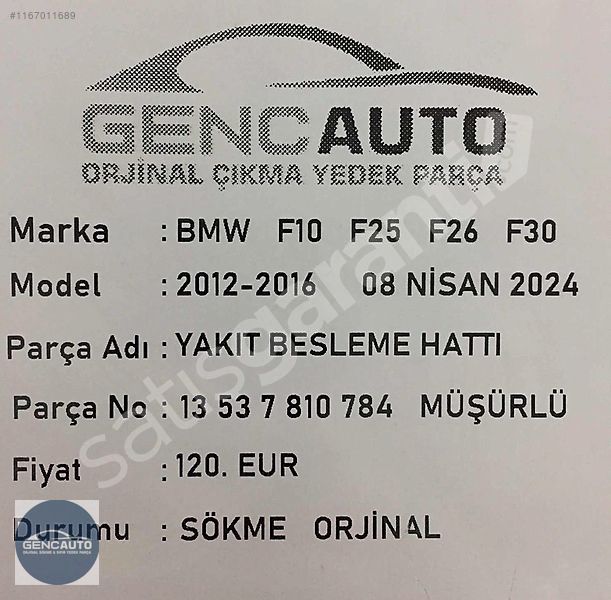 #1167011689
GENCAUTO
ORJİNAL ÇIKMA YEDEK PARÇA
Marka : BMW F10 F25 F26 F30
Model : 2012-2016 08 NİSAN 2024
Parça Adı : YAKIT BESLEME HATTI
Parça No : 13 53 7 810 784 MÜŞÜRLÜ
Fiyat : 120. EUR
Durumu : SÖKME ORJİNAL
satışgaranti.com
GENCAUTO